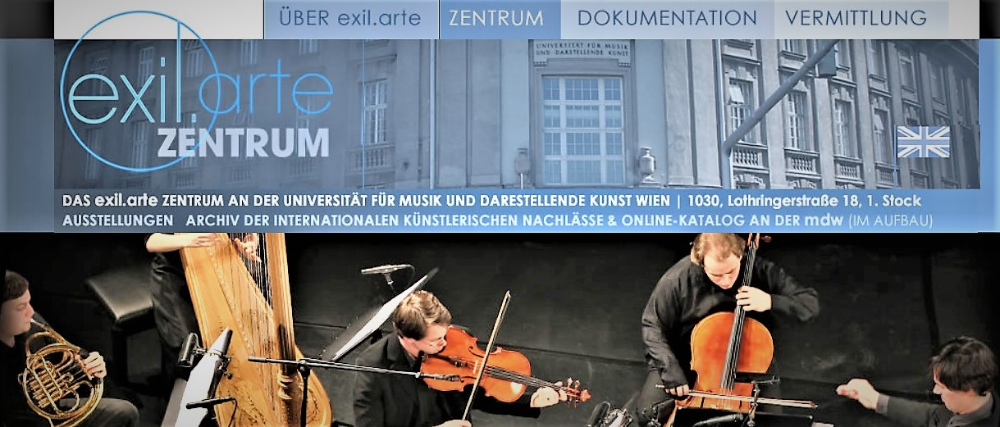 ÜBER exil.arte ZENTRUM DOKUMENTATION VERMITTLUNG
UNIVERSITÄT FÜR MUSIK
UND DARSTELLENDE KUNST
exil.arte
ZENTRUM
DAS exil.arte ZENTRUM AN DER UNIVERSITÄT FÜR MUSIK UND DARESTELLENDE KUNST WIEN | 1030, Lothringerstraße 18, 1. Stock
AUSSTELLUNGEN ARCHIV DER INTERNATIONALEN KÜNSTLERISCHEN NACHLÄSSE & ONLINE-KATALOG AN DER mdw (IM AUFBAU)